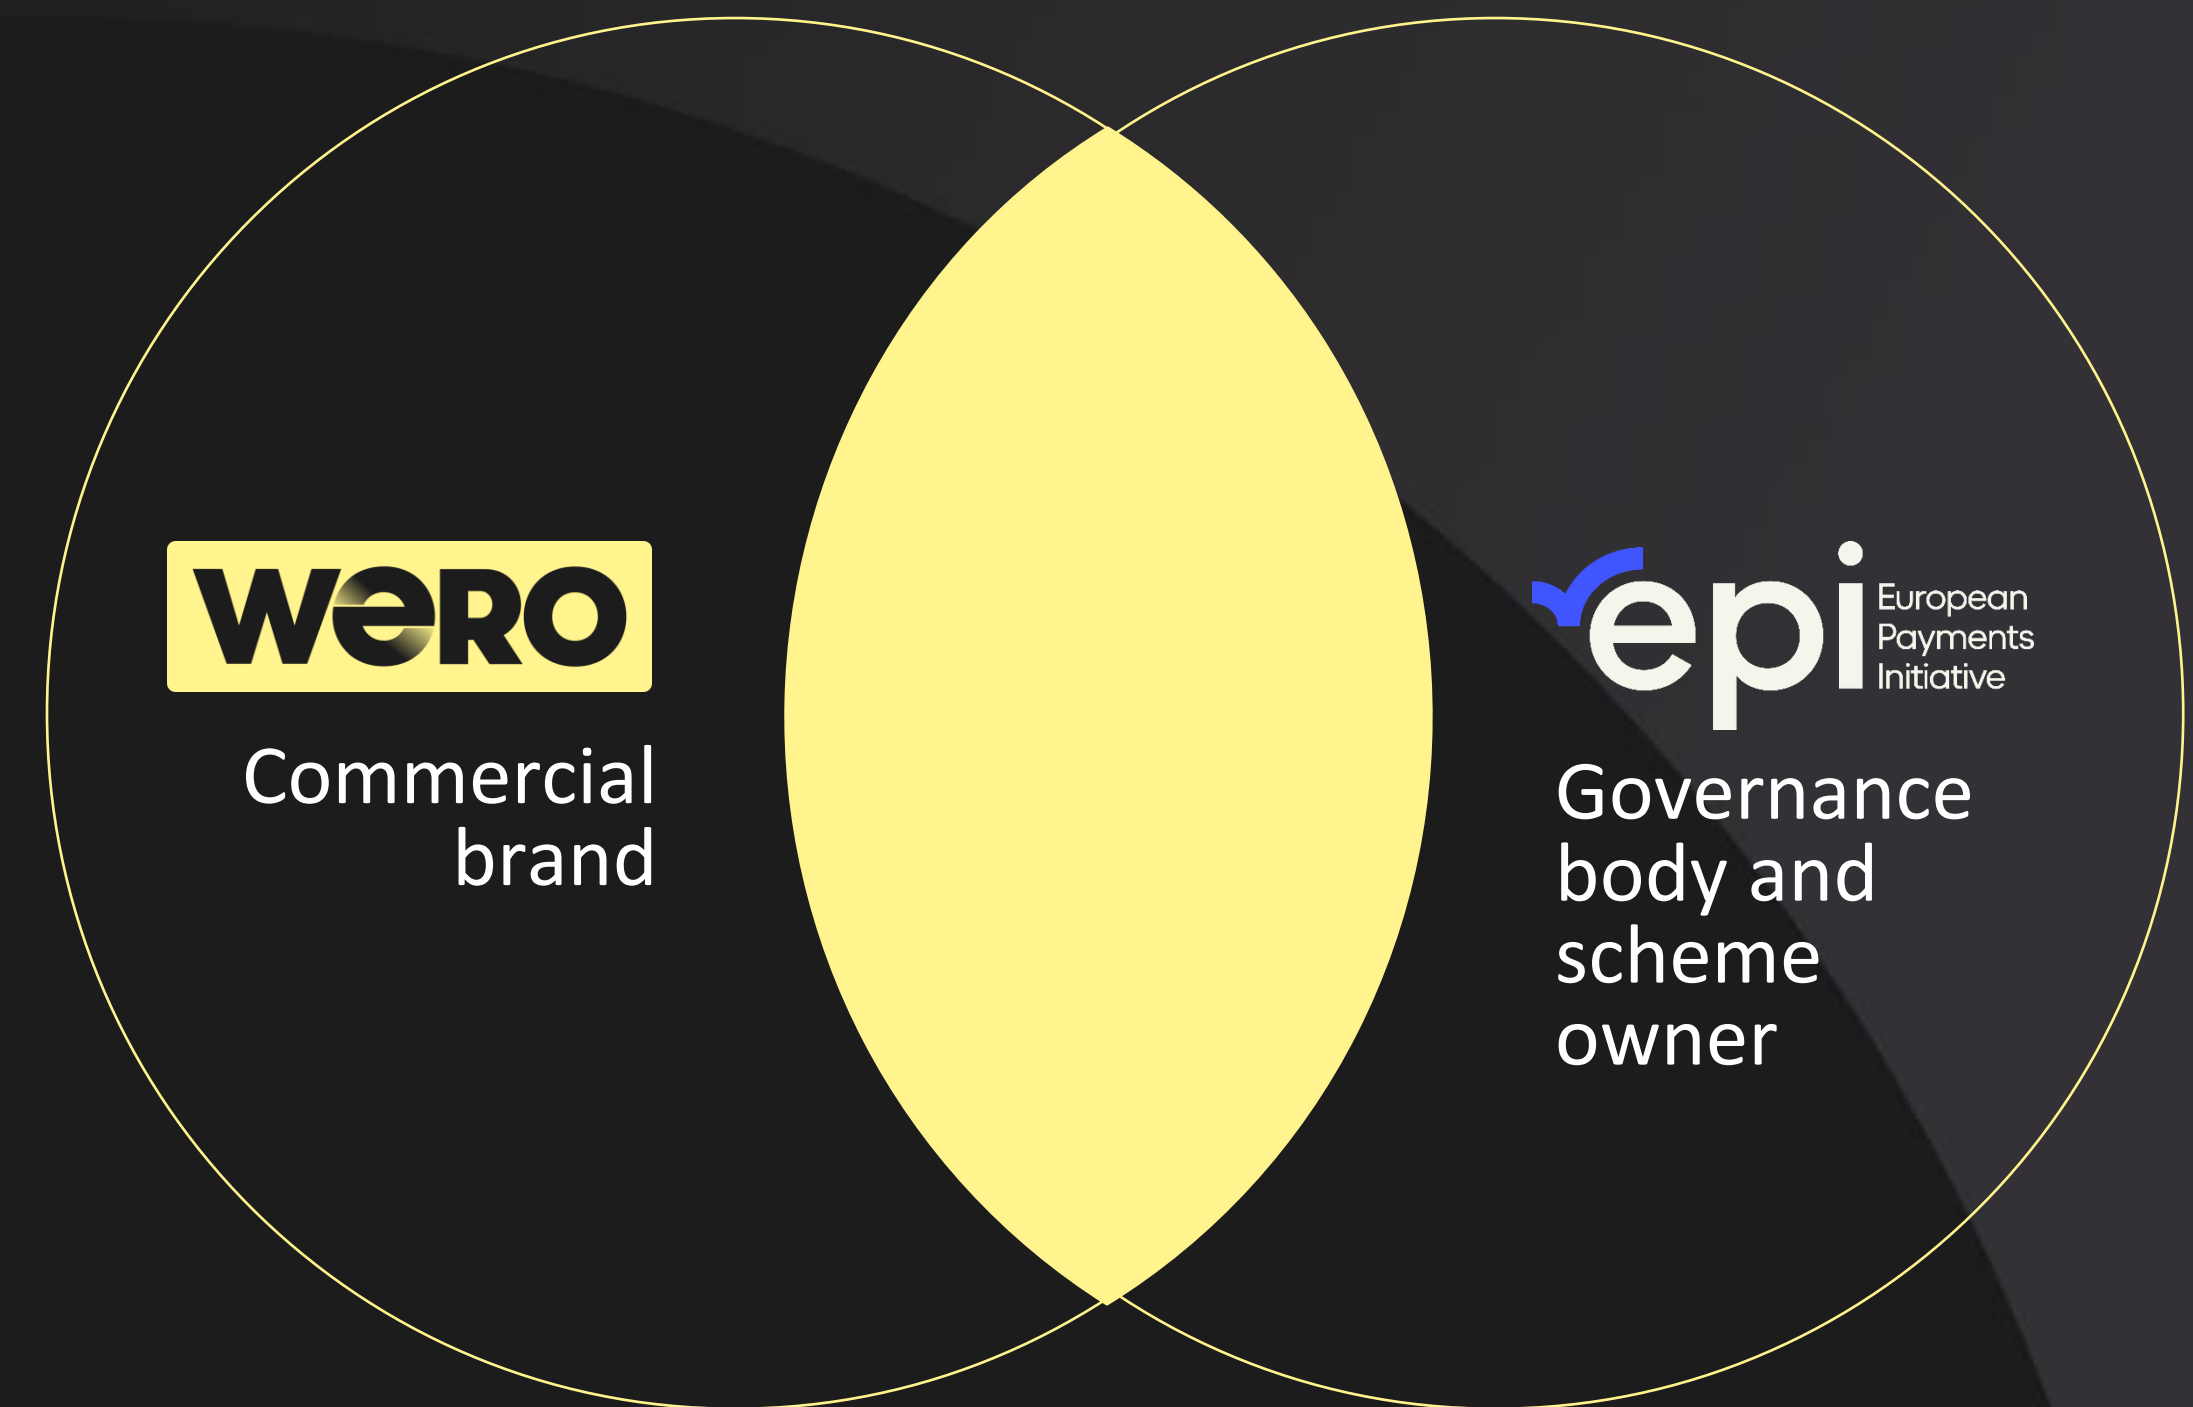 wero
Commercial
brand
epi
European
Payments
Initiative
Governance
body and
scheme
owner